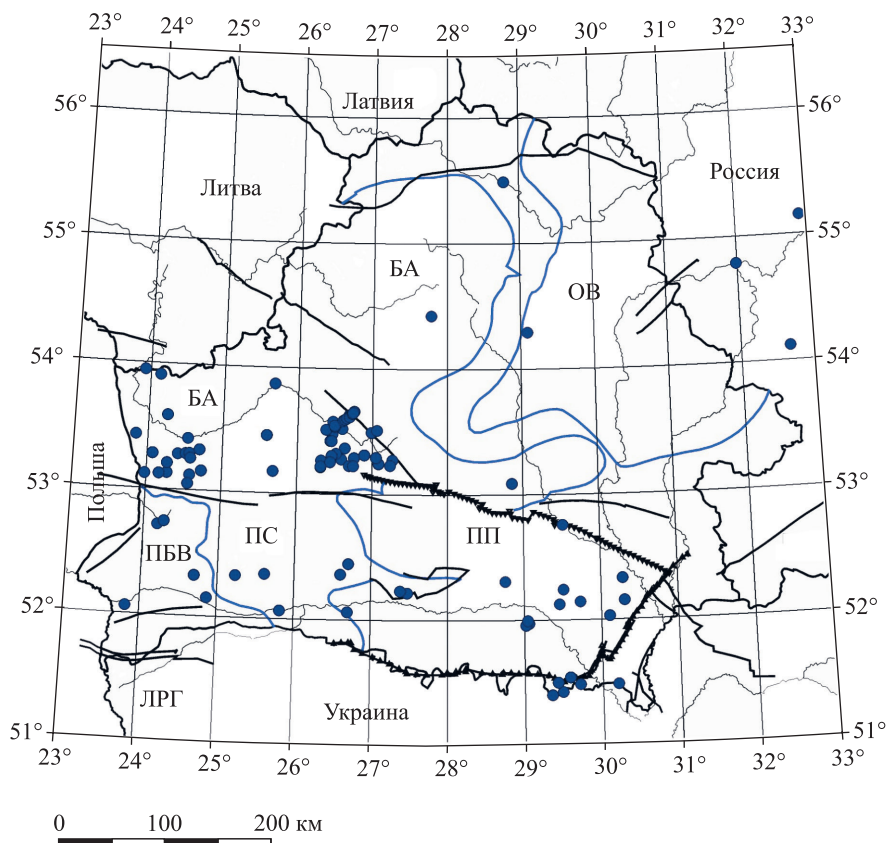 23° 24° 25° 26° 27° 28° 29° 30° 31° 32° 33°
56° 56°
Латвия
Литва
Россия
55° 55°
БА
ОВ
54° 54°
БА
Польша
53° 53°
ПБВ
ПС
ПП
52° 52°
ЛРГ
Украина
51° 51°
23° 24° 25° 26° 27° 28° 29° 30° 31° 32° 33°
0 100 200 км